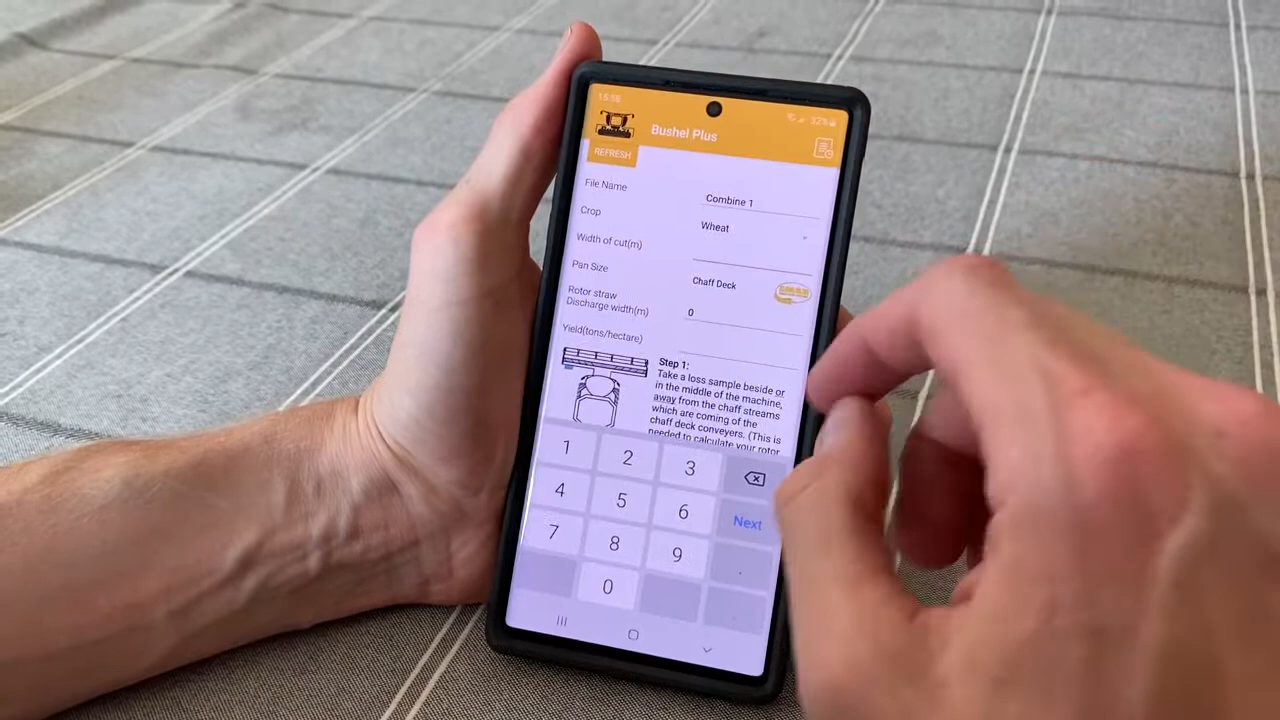 15:58
32%
Bushel Plus
REFRESH
File Name
Combine 1
Crop
Wheat
Width of cut(m)
Pan Size
Chaff Deck
Rotor straw
Discharge width(m)
0
Yield(tons/hectare)
Step 1:
Take a loss sample beside or
in the middle of the machine,
away from the chaff streams
which are coming of the
chaff deck conveyers. (This is
needed to calculate your rotor
1
2
3
4
5
6
Next
7
8
9
.
0